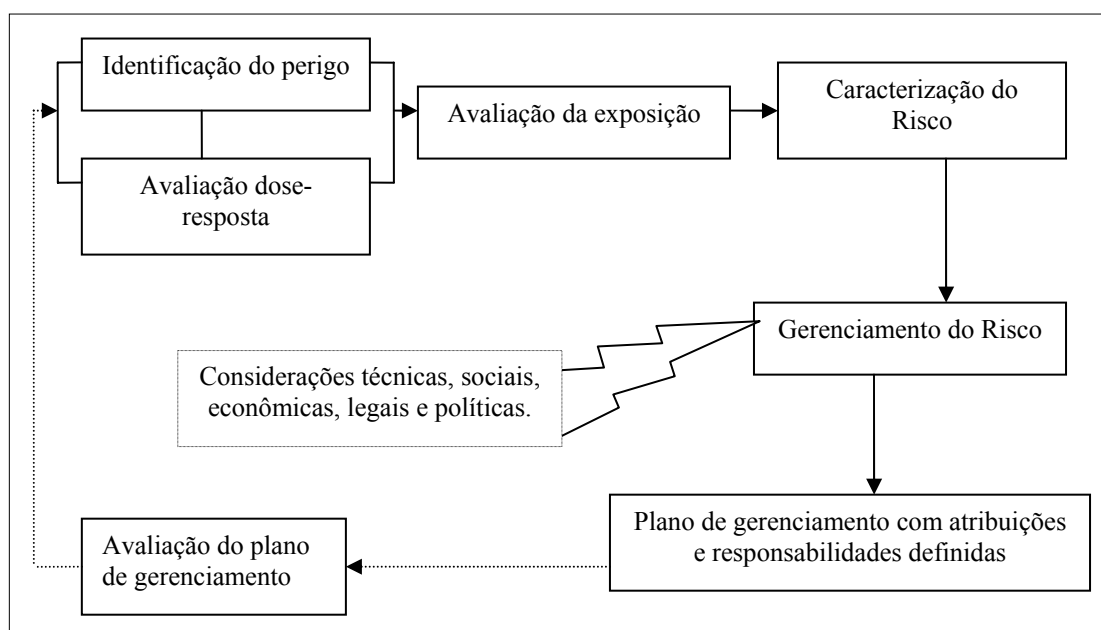 Identificação do perigo
Avaliação dose-
resposta
Avaliação da exposição
Caracterização do
Risco
Gerenciamento do Risco
Considerações técnicas, sociais,
econômicas, legais e políticas.
Plano de gerenciamento com atribuições
e responsabilidades definidas
Avaliação do plano
de gerenciamento